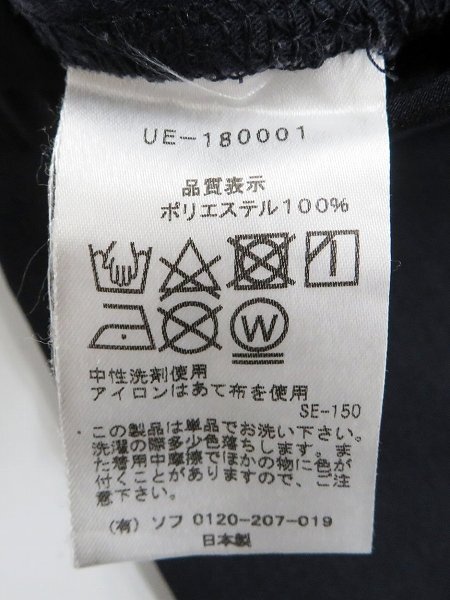 UE-180001
品質表示
ポリエステル100%
W
中性洗剤使用
アイロンはあて布を使用
SE-150
この製品は単品でお洗い下さい。
洗濯の際多少色落ちします。ま
た着用中摩擦でほかの物に色が
付くことがありますので、ご注
意下さい。
(有) ソフ 0120-207-019
日本製